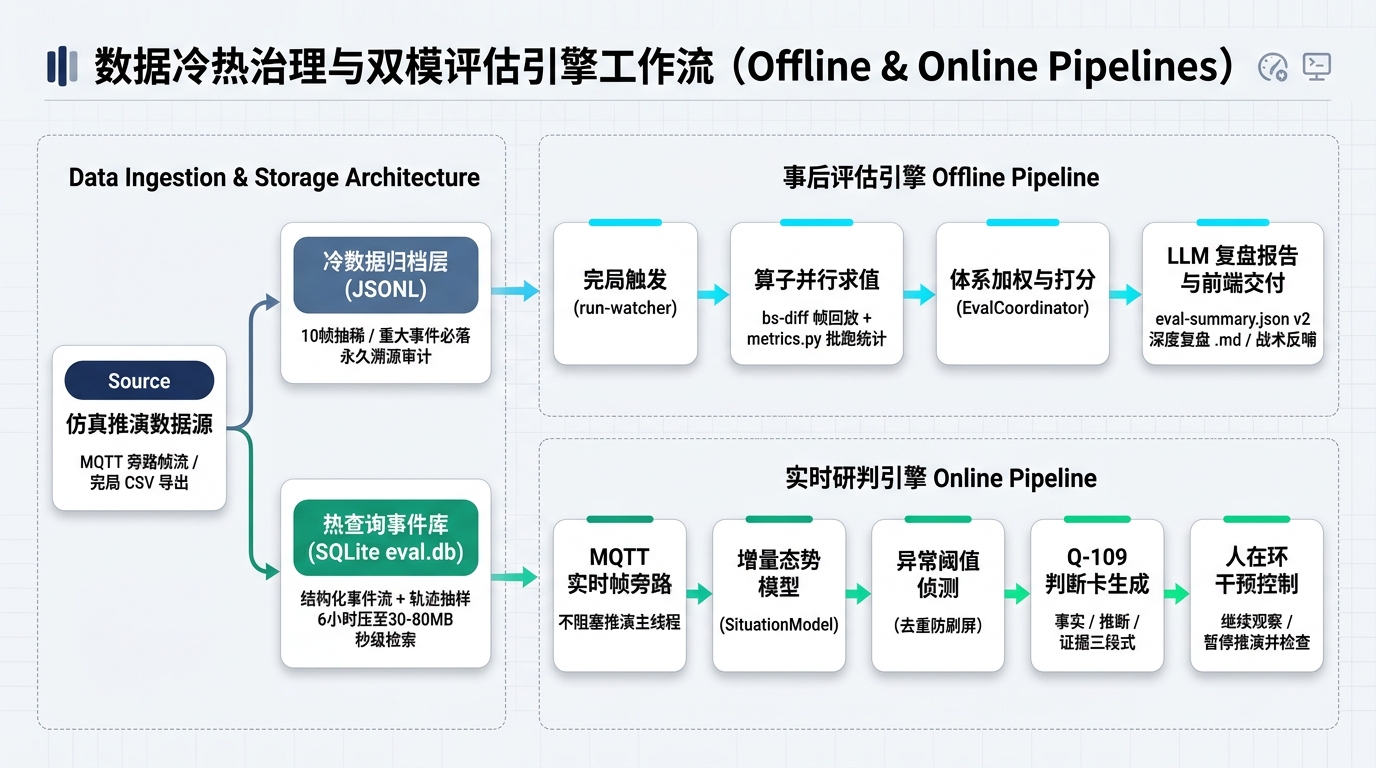 数据冷热治理与双模评估引擎工作流（Offline & Online Pipelines）
Data Ingestion & Storage Architecture
Source
仿真推演数据源
MQTT 旁路帧流 /
完局 CSV 导出
冷数据归档层
(JSONL)
10帧抽稀 / 重大事件必落
永久溯源审计
热查询事件库
(SQLite eval.db)
结构化事件流 + 轨迹抽样
6小时压至30-80MB
秒级检索
事后评估引擎 Offline Pipeline
完局触发
(run-watcher)
算子并行求值
bs-diff 帧回放 +
metrics.py 批跑统计
体系加权与打分
(EvalCoordinator)
LLM 复盘报告
与前端交付
eval-summary.json v2
深度复盘 .md / 战术反哺
实时研判引擎 Online Pipeline
MQTT
实时帧旁路
不阻塞推演主线程
增量态势
模型
(SituationModel)
异常阈值
侦测
(去重防刷屏)
Q-109
判断卡生成
事实 / 推断 /
证据三段式
人在环
干预控制
继续观察 /
暂停推演并检查